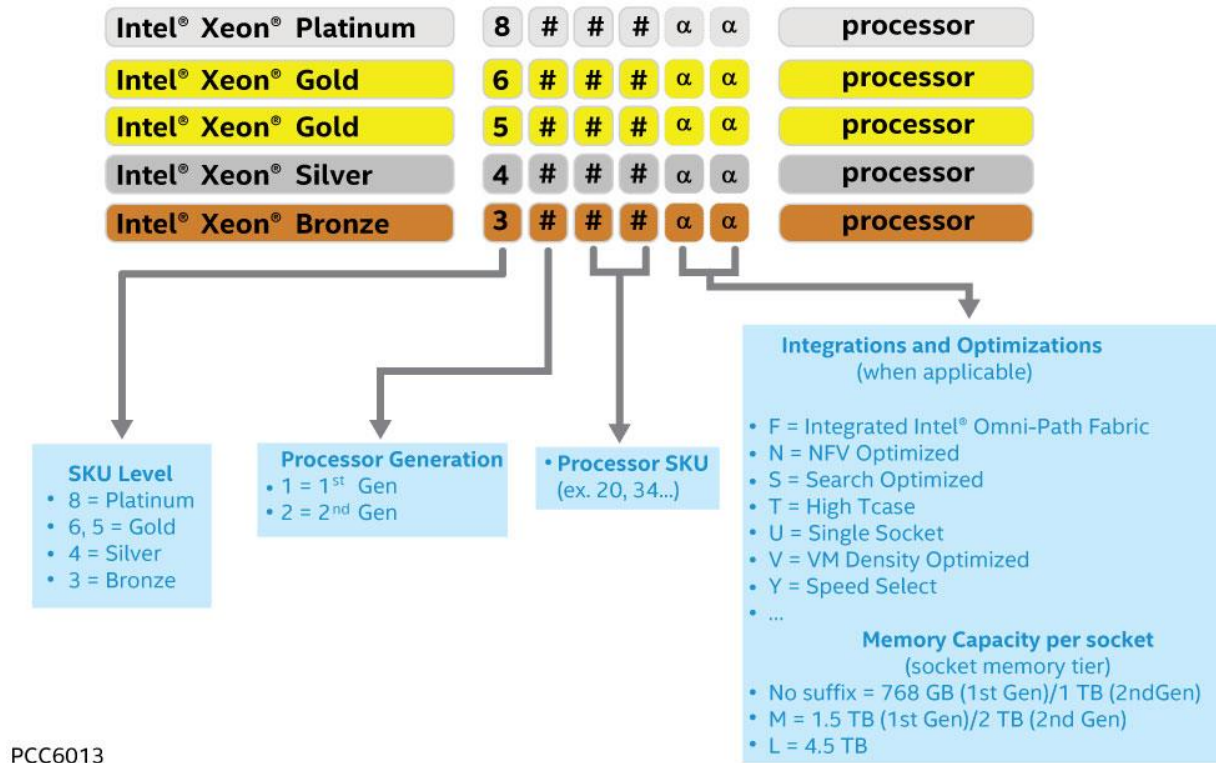 Intel® Xeon® Platinum 8 # # # α α processor
Intel® Xeon® Gold 6 # # # α α processor
Intel® Xeon® Gold 5 # # # α α processor
Intel® Xeon® Silver 4 # # # α α processor
Intel® Xeon® Bronze 3 # # # α α processor
SKU Level
• 8 = Platinum
• 6, 5 = Gold
• 4 = Silver
• 3 = Bronze
Processor Generation
• 1 = 1st Gen
• 2 = 2nd Gen
• Processor SKU
(ex. 20, 34...)
Integrations and Optimizations
(when applicable)
• F = Integrated Intel® Omni-Path Fabric
• N = NFV Optimized
• S = Search Optimized
• T = High Tcase
• U = Single Socket
• V = VM Density Optimized
• Y = Speed Select
• ...
Memory Capacity per socket
(socket memory tier)
• No suffix = 768 GB (1st Gen)/1 TB (2ndGen)
• M = 1.5 TB (1st Gen)/2 TB (2nd Gen)
• L = 4.5 TB
PCC6013